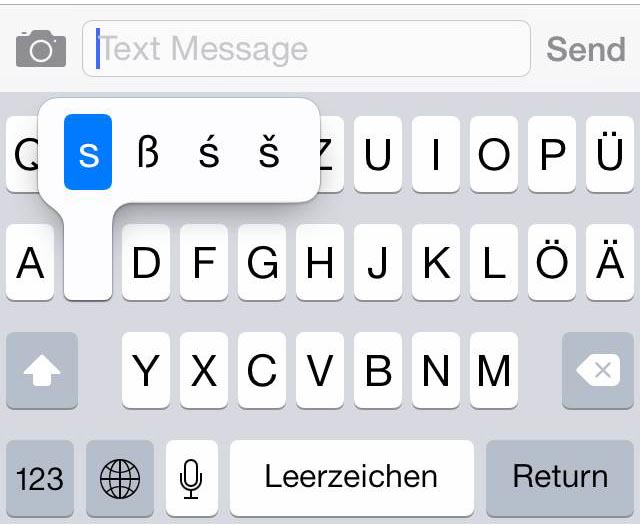 Text Message Send
s ß ś š
Q Z U I O P Ü
A D F G H J K L Ö Ä
Y X C V B N M
123 Leerzeichen Return